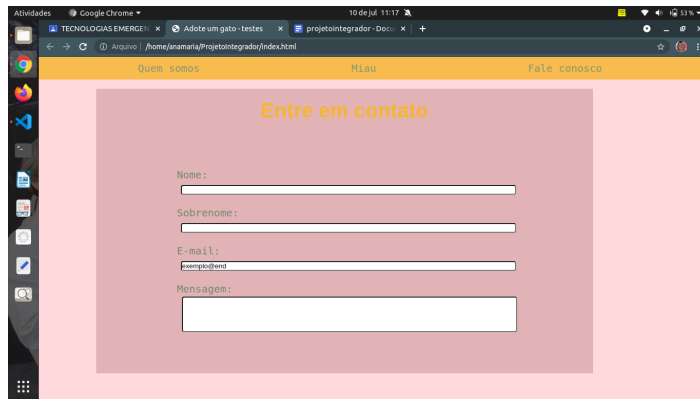 Atividades Google Chrome 10 de jul 11:17 53 %
TECNOLOGIAS EMERGEN × Adote um gato - testes × projetointegrador - Docu × +
Arquivo | /home/anamaria/ProjetoIntegrador/index.html
Quem somos Miau Fale conosco
Entre em contato
Nome:
Sobrenome:
E-mail:
exemplo@end
Mensagem: